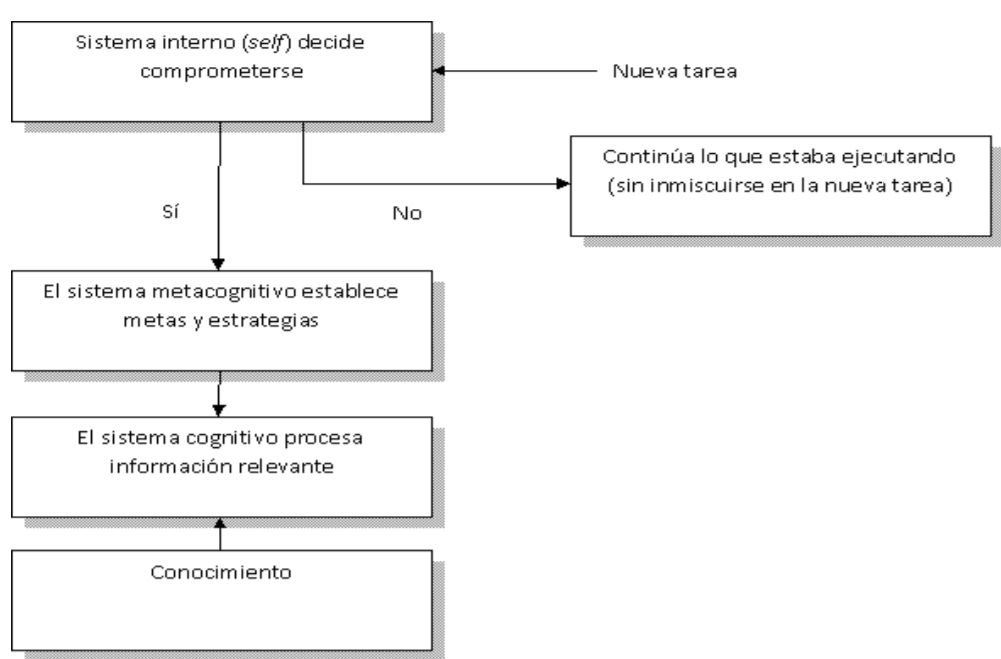 Sistema interno (self) decide
comprometerse
Nueva tarea
Continúa lo que estaba ejecutando
(sin inmiscuirse en la nueva tarea)
Sí
No
El sistema metacognitivo establece
metas y estrategias
El sistema cognitivo procesa
información relevante
Conocimiento